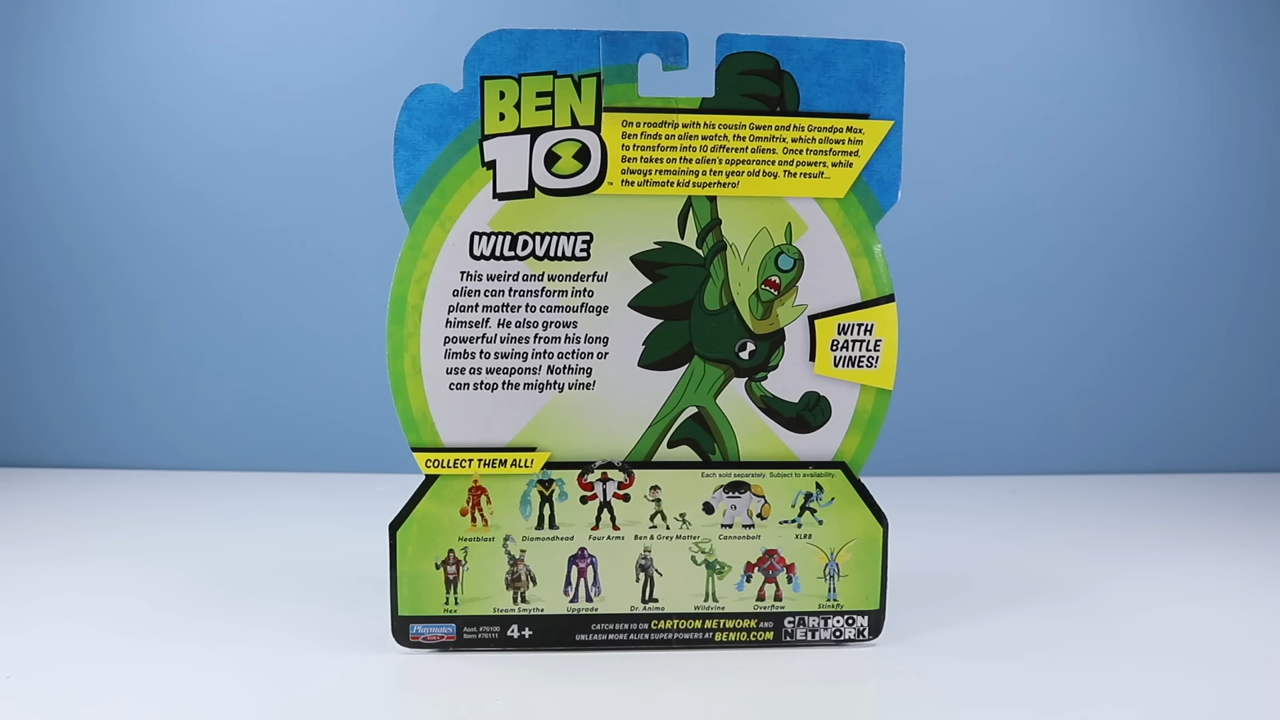 BEN
10
™
On a roadtrip with his cousin Gwen and his Grandpa Max,
Ben finds an alien watch, the Omnitrix, which allows him
to transform into 10 different aliens. Once transformed,
Ben takes on the alien's appearance and powers, while
always remaining a ten year old boy. The result...
the ultimate kid superhero!
WILDVINE
This weird and wonderful
alien can transform into
plant matter to camouflage
himself. He also grows
powerful vines from his long
limbs to swing into action or
use as weapons! Nothing
can stop the mighty vine!
WITH
BATTLE
VINES!
COLLECT THEM ALL!
Each sold separately. Subject to availability.
Heatblast Diamondhead Four Arms Ben & Grey Matter Cannonbolt XLR8
Hex Steam Smythe Upgrade Dr. Animo Wildvine Overflow Stinkfly
Playmates
TOYS
Asst. #76100
Item #76111
4+
CATCH BEN 10 ON CARTOON NETWORK AND
UNLEASH MORE ALIEN SUPER POWERS AT BEN10.COM
CARTOON
NETWORK